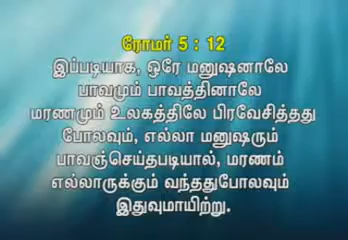 ரோமர் 5 : 12
இப்படியாக, ஒரே மனுஷனாலே
பாவமும் பாவத்தினாலே
மரணமும் உலகத்திலே பிரவேசித்தது
போலவும், எல்லா மனுஷரும்
பாவஞ்செய்தபடியால், மரணம்
எல்லாருக்கும் வந்ததுபோலவும்
இதுவுமாயிற்று.